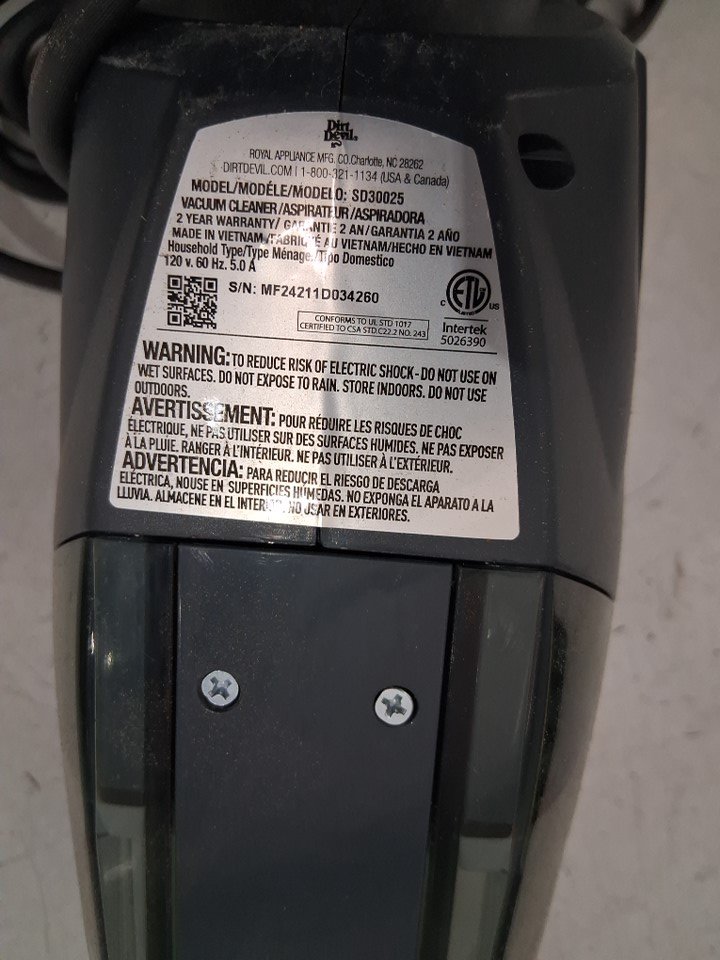 Dirt
Devil®
ROYAL APPLIANCE MFG. CO.Charlotte, NC 28262
DIRTDEVIL.COM | 1-800-321-1134 (USA & Canada)
MODEL/MODÉLE/MODELO: SD30025
VACUUM CLEANER/ASPIRATEUR/ASPIRADORA
2 YEAR WARRANTY/ GARANTIE 2 AN/GARANTIA 2 AÑO
MADE IN VIETNAM /FABRIQUÉ AU VIETNAM/HECHO EN VIETNAM
Household Type/Type Ménage,/Tipo Domestico
120 v. 60 Hz. 5.0 A
S/N: MF24211D034260
C ETL US
LISTED
CONFORMS TO UL STD 1017
CERTIFIED TO CSA STD C22.2 NO. 243
Intertek
5026390
WARNING: TO REDUCE RISK OF ELECTRIC SHOCK - DO NOT USE ON
WET SURFACES. DO NOT EXPOSE TO RAIN. STORE INDOORS. DO NOT USE
OUTDOORS.
AVERTISSEMENT: POUR RÉDUIRE LES RISQUES DE CHOC
ÉLECTRIQUE, NE PAS UTILISER SUR DES SURFACES HUMIDES. NE PAS EXPOSER
À LA PLUIE. RANGER À L'INTÉRIEUR. NE PAS UTILISER À L'EXTÉRIEUR.
ADVERTENCIA: PARA REDUCIR EL RIESGO DE DESCARGA
ELÉCTRICA, NO USE EN SUPERFICIES HÚMEDAS. NO EXPONGA EL APARATO A LA
LLUVIA. ALMACENE EN EL INTERIOR. NO USAR EN EXTERIORES.